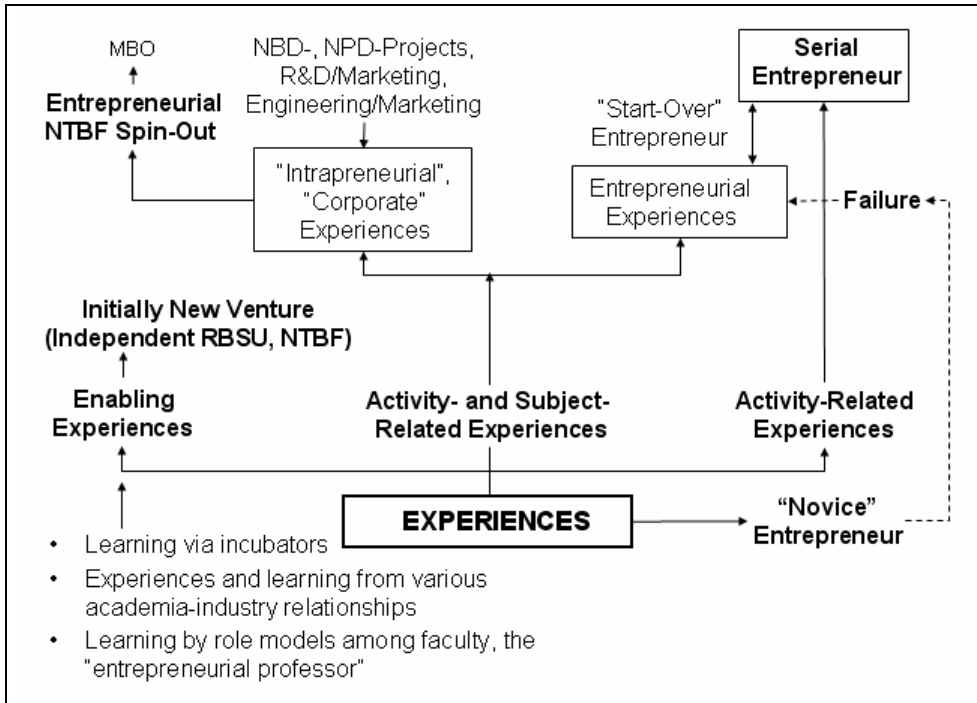 MBO
Entrepreneurial
NTBF Spin-Out
NBD-, NPD-Projects,
R&D/Marketing,
Engineering/Marketing
Serial
Entrepreneur
"Start-Over"
Entrepreneur
"Intrapreneurial",
"Corporate"
Experiences
Entrepreneurial
Experiences
Failure
Initially New Venture
(Independent RBSU, NTBF)
Enabling
Experiences
Activity- and Subject-
Related Experiences
Activity-Related
Experiences
EXPERIENCES
“Novice”
Entrepreneur
• Learning via incubators
• Experiences and learning from various
academia-industry relationships
• Learning by role models among faculty, the
"entrepreneurial professor"